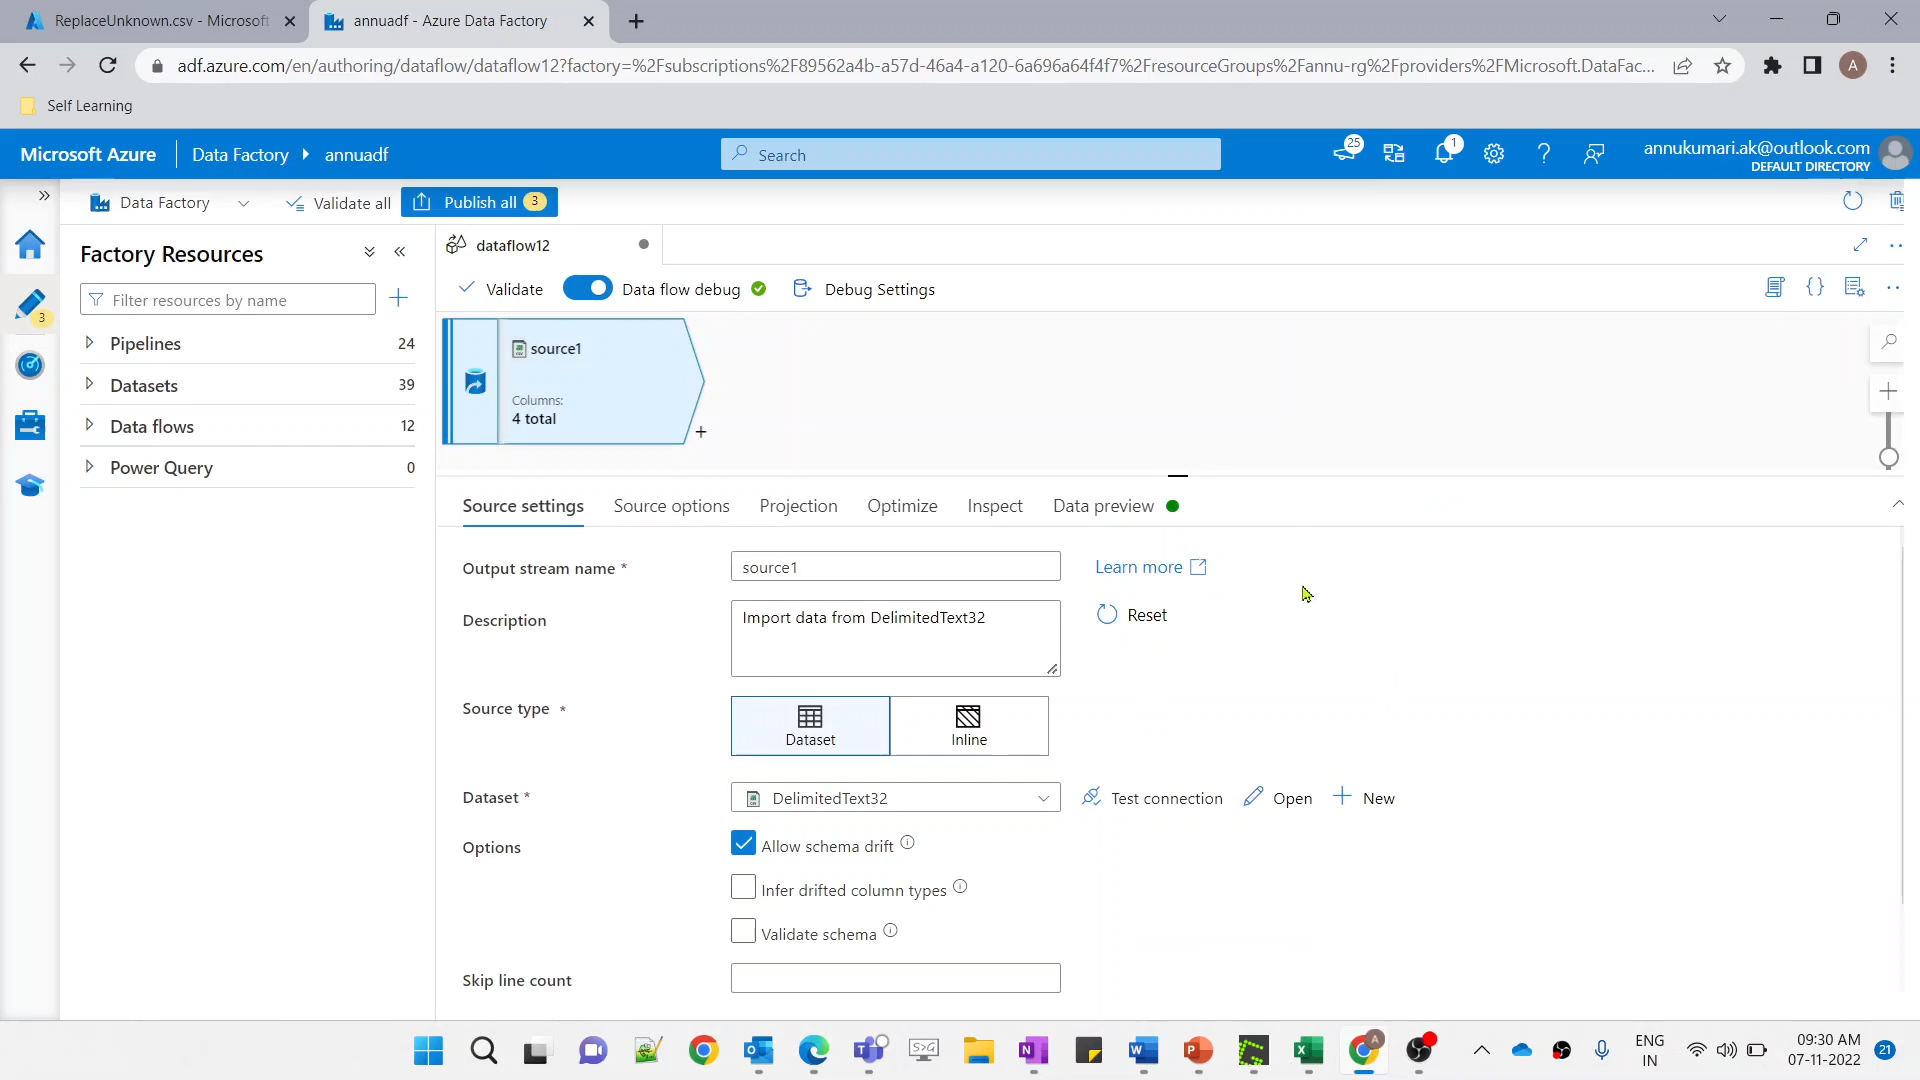 ReplaceUnknown.csv - Microsoft
annuadf - Azure Data Factory
adf.azure.com/en/authoring/dataflow/dataflow12?factory=%2Fsubscriptions%2F89562a4b-a57d-46a4-a120-6a696a64f4f7%2FresourceGroups%2Fannu-rg%2Fproviders%2FMicrosoft.DataFac...
A
Self Learning
Microsoft Azure
Data Factory
annuadf
Search
25
1
annukumari.ak@outlook.com
DEFAULT DIRECTORY
Data Factory
Validate all
Publish all 3
Factory Resources
dataflow12
Filter resources by name
Validate
Data flow debug
Debug Settings
3
Pipelines 24
Datasets 39
Data flows 12
Power Query 0
source1
Columns:
4 total
Source settings
Source options
Projection
Optimize
Inspect
Data preview
Output stream name *
source1
Learn more
Description
Import data from DelimitedText32
Reset
Source type *
Dataset
Inline
Dataset *
DelimitedText32
Test connection
Open
New
Options
Allow schema drift
Infer drifted column types
Validate schema
Skip line count
S>G
A
ENG
IN
09:30 AM
07-11-2022
21